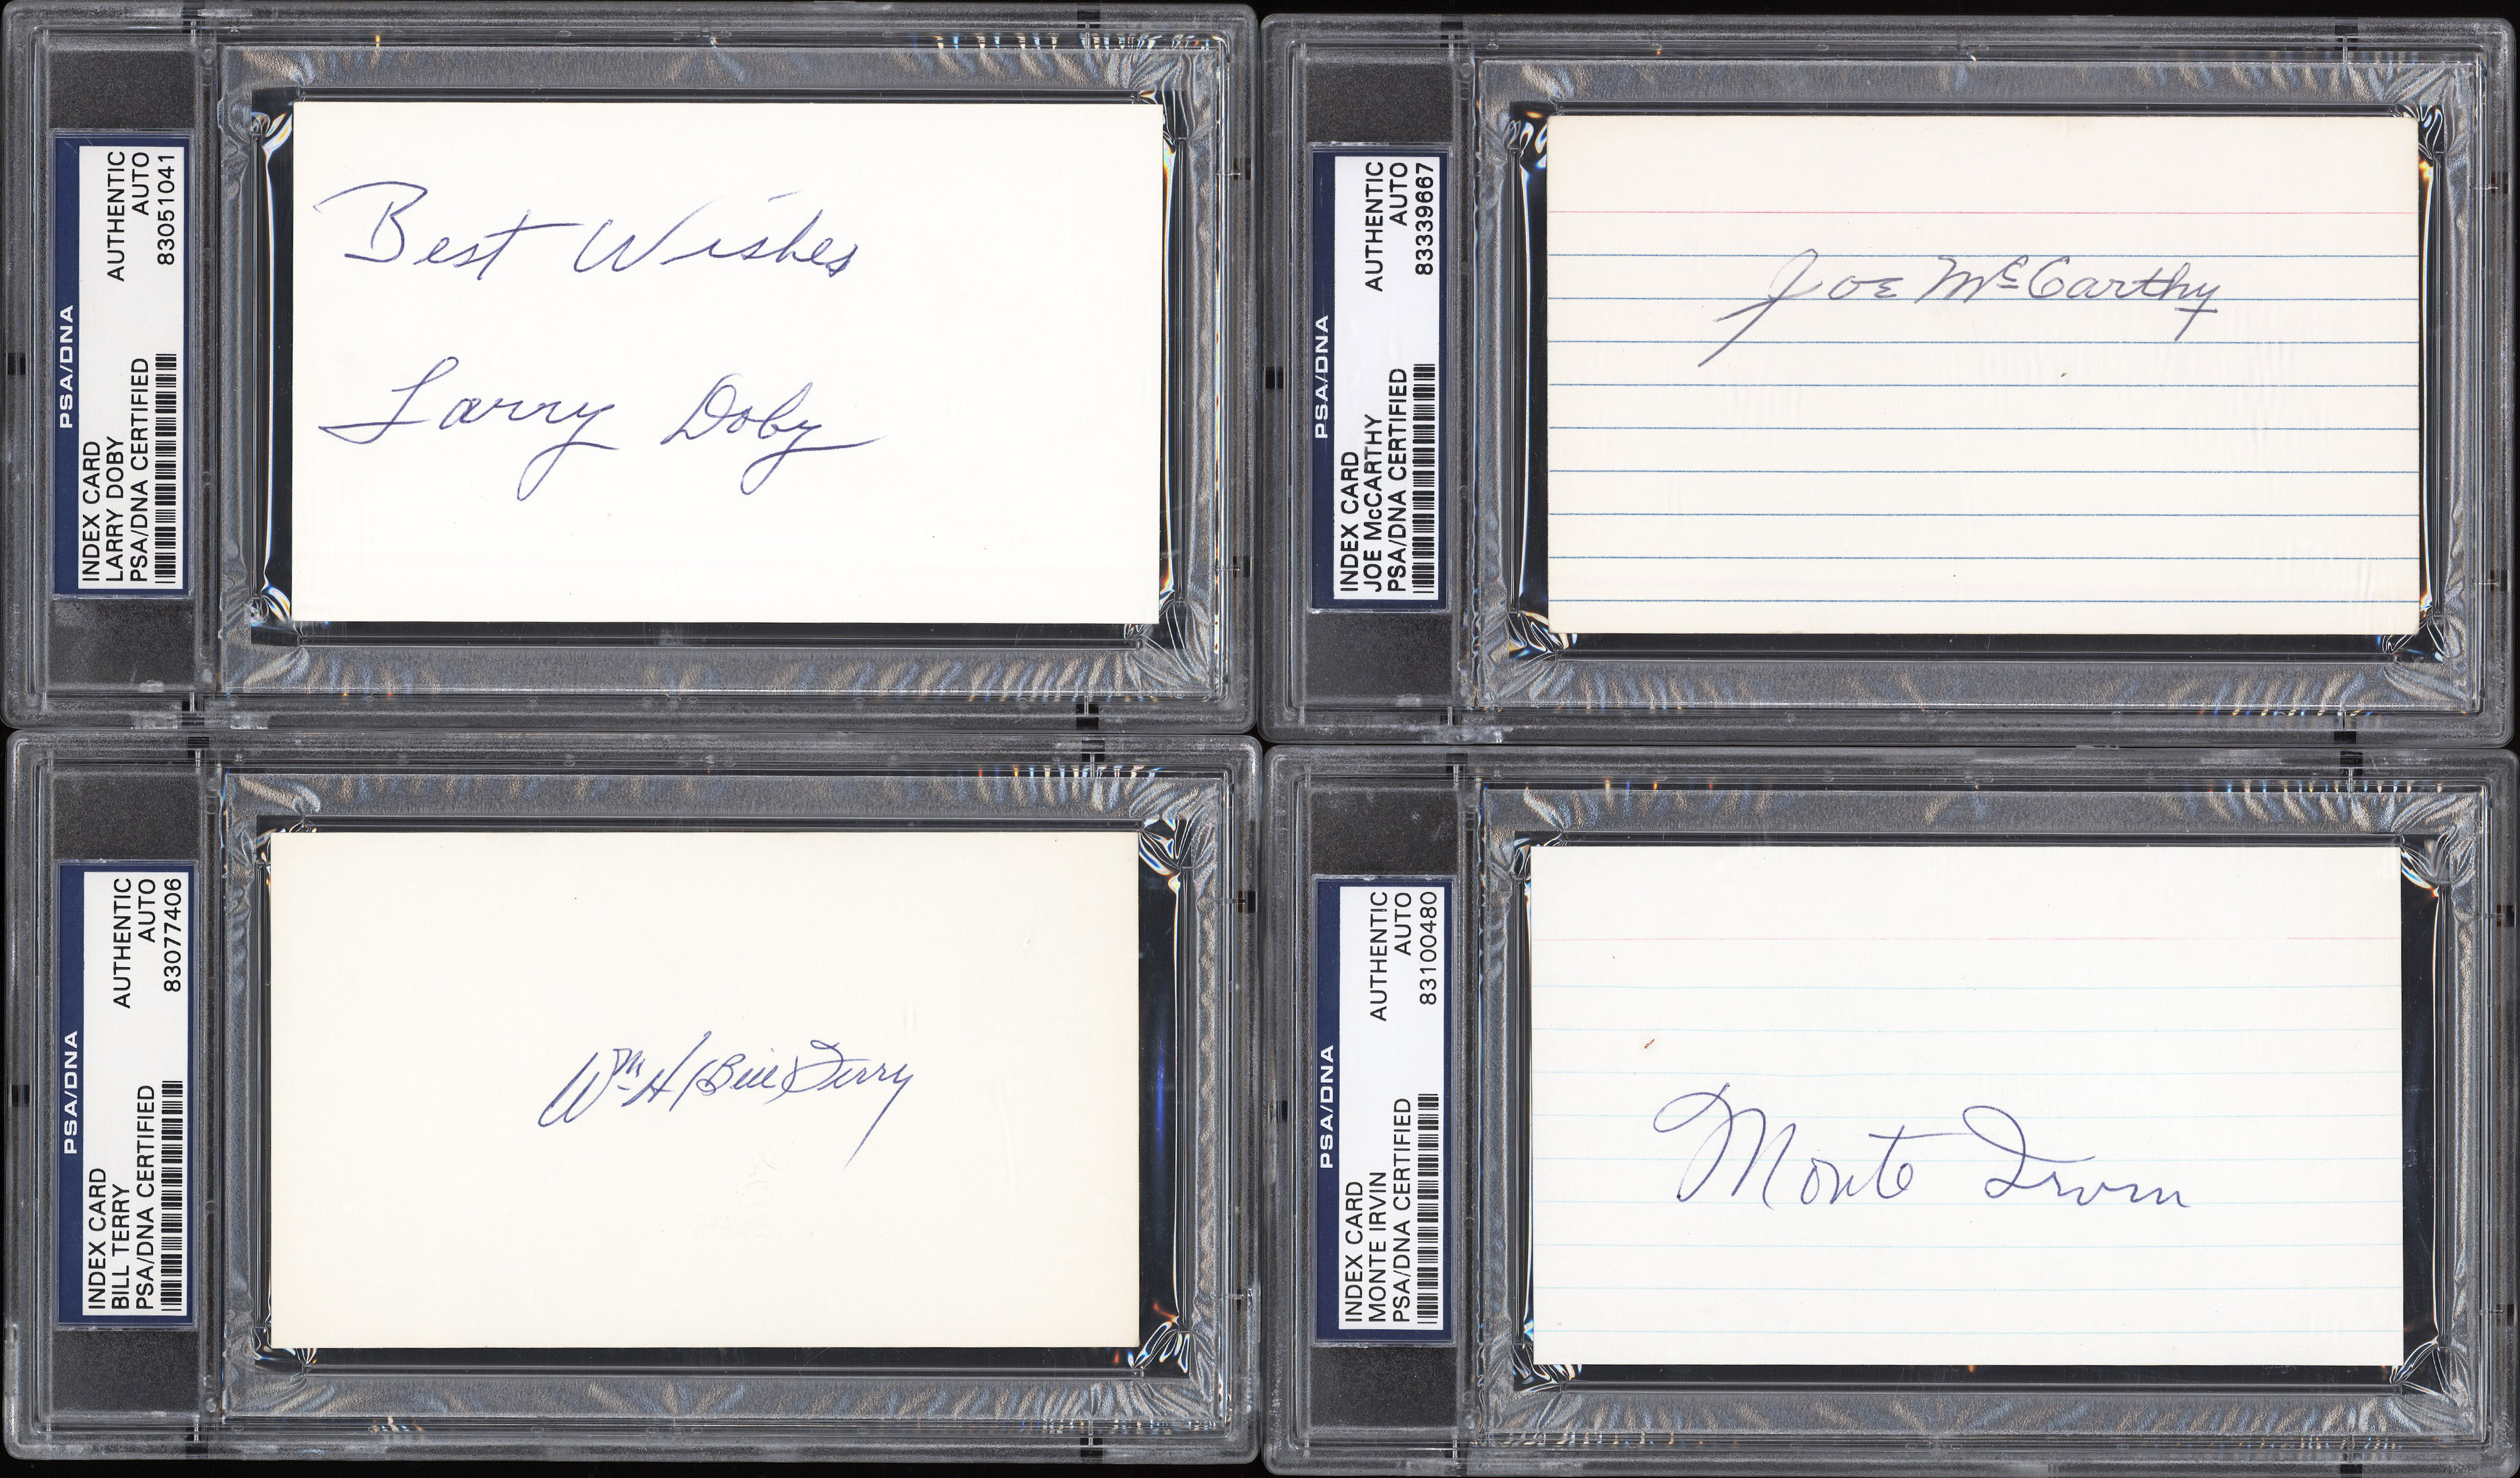 PSA/DNA
INDEX CARD AUTHENTIC
LARRY DOBY AUTO
PSA/DNA CERTIFIED 83051041
Best Wishes
Larry Doby
PSA/DNA
INDEX CARD AUTHENTIC
JOE McCARTHY AUTO
PSA/DNA CERTIFIED 83339667
Joe McCarthy
PSA/DNA
INDEX CARD AUTHENTIC
BILL TERRY AUTO
PSA/DNA CERTIFIED 83077406
Wm H (Bill) Terry
PSA/DNA
INDEX CARD AUTHENTIC
MONTE IRVIN AUTO
PSA/DNA CERTIFIED 83100480
Monte Irvin